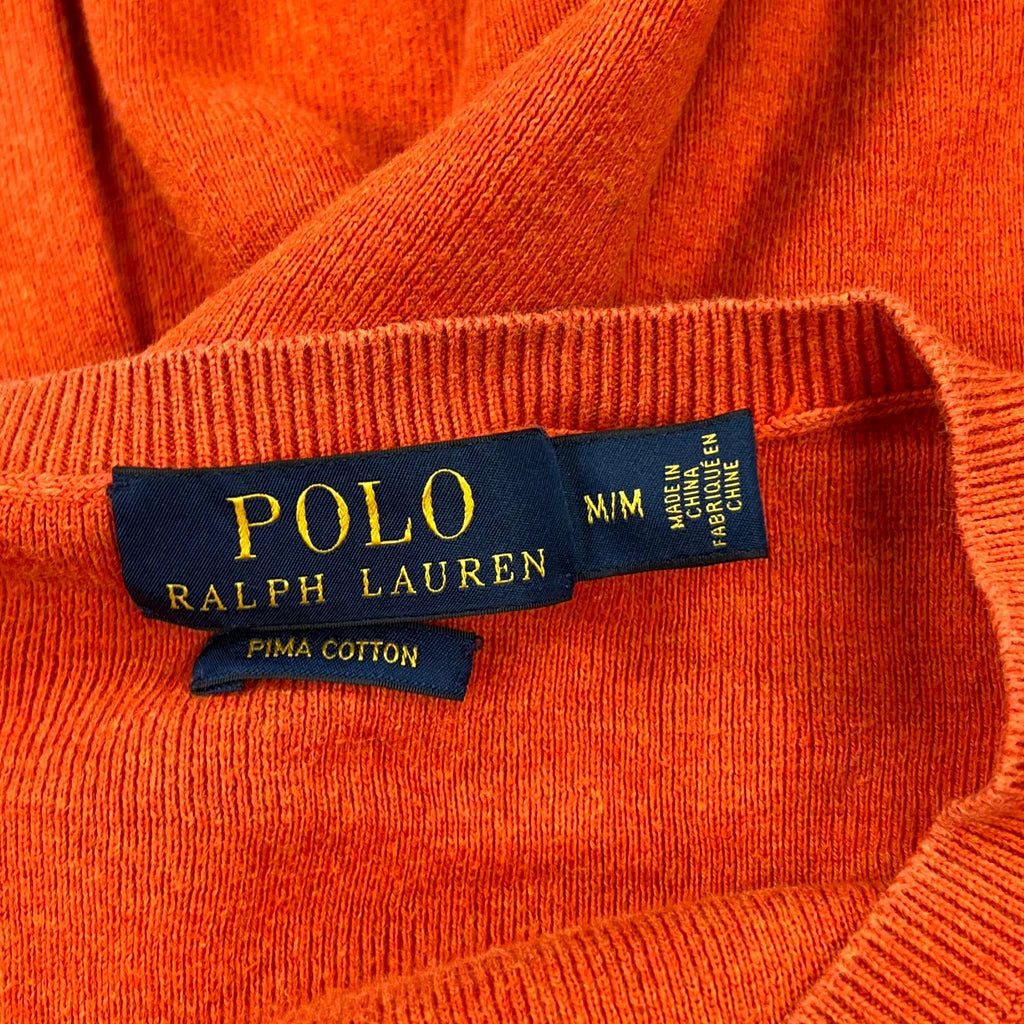 POLO
RALPH LAUREN
PIMA COTTON
M/M
MADE IN
CHINA
FABRIQUÉ EN
CHINE